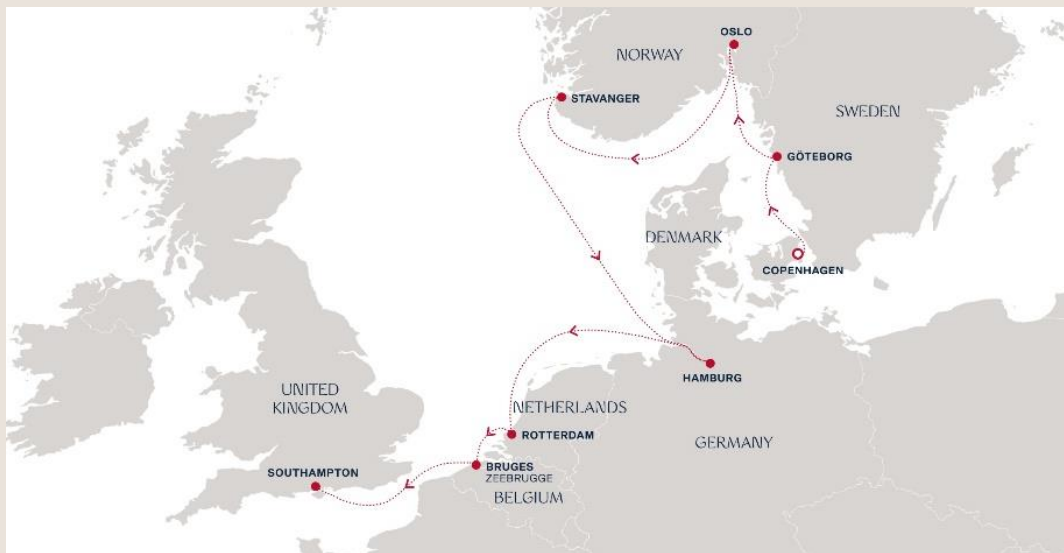 OSLO
NORWAY
STAVANGER
SWEDEN
GÖTEBORG
DENMARK
COPENHAGEN
HAMBURG
UNITED
KINGDOM
NETHERLANDS
ROTTERDAM
GERMANY
SOUTHAMPTON
BRUGES
ZEEBRUGGE
BELGIUM